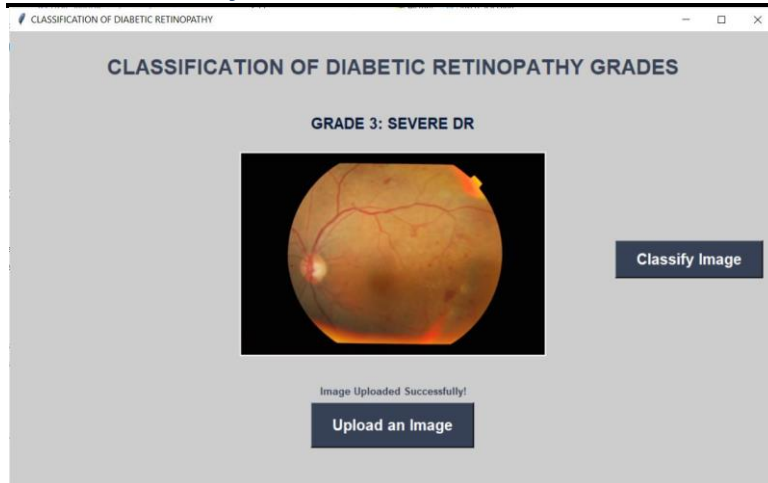 CLASSIFICATION OF DIABETIC RETINOPATHY
CLASSIFICATION OF DIABETIC RETINOPATHY GRADES
GRADE 3: SEVERE DR
Classify Image
Image Uploaded Successfully!
Upload an Image